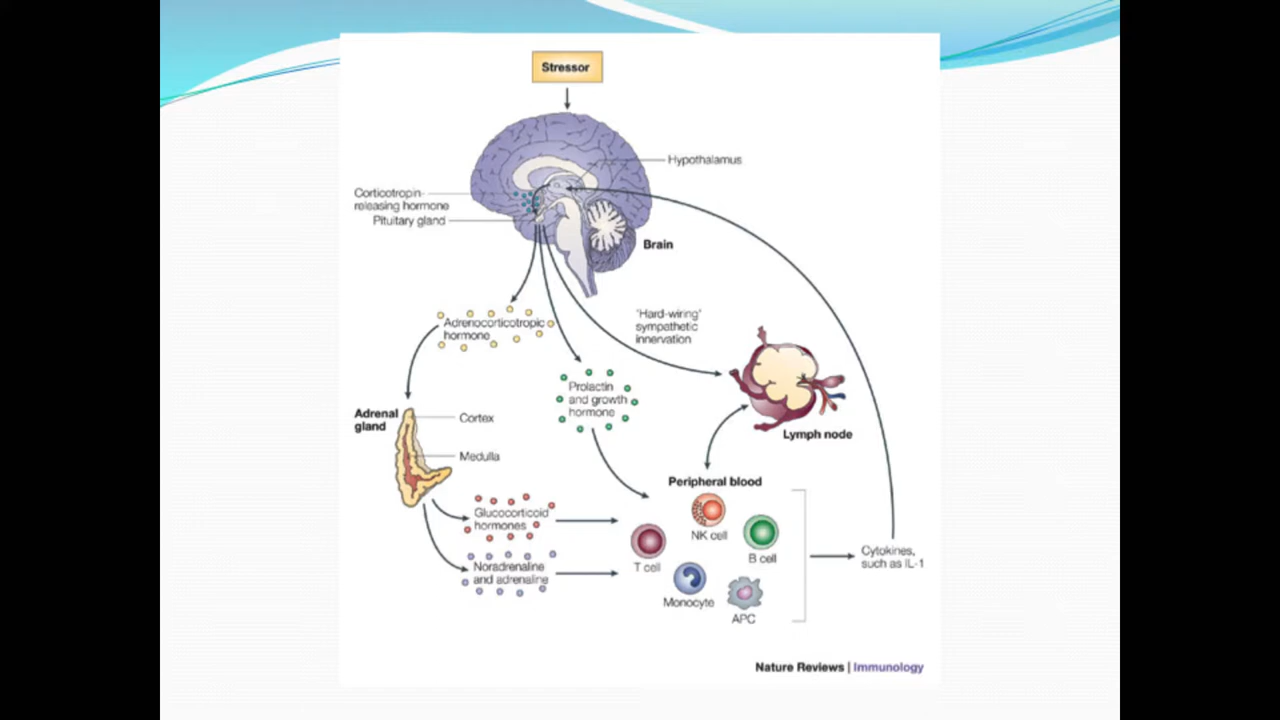 Stressor
Hypothalamus
Corticotropin-
releasing hormone
Pituitary gland
Brain
'Hard-wiring'
sympathetic
innervation
Adrenocorticotropic
hormone
Prolactin
and growth
hormone
Adrenal
gland
Cortex
Medulla
Lymph node
Peripheral blood
Glucocorticoid
hormones
NK cell
B cell
T cell
Cytokines,
such as IL-1
Noradrenaline
and adrenaline
Monocyte
APC
Nature Reviews | Immunology